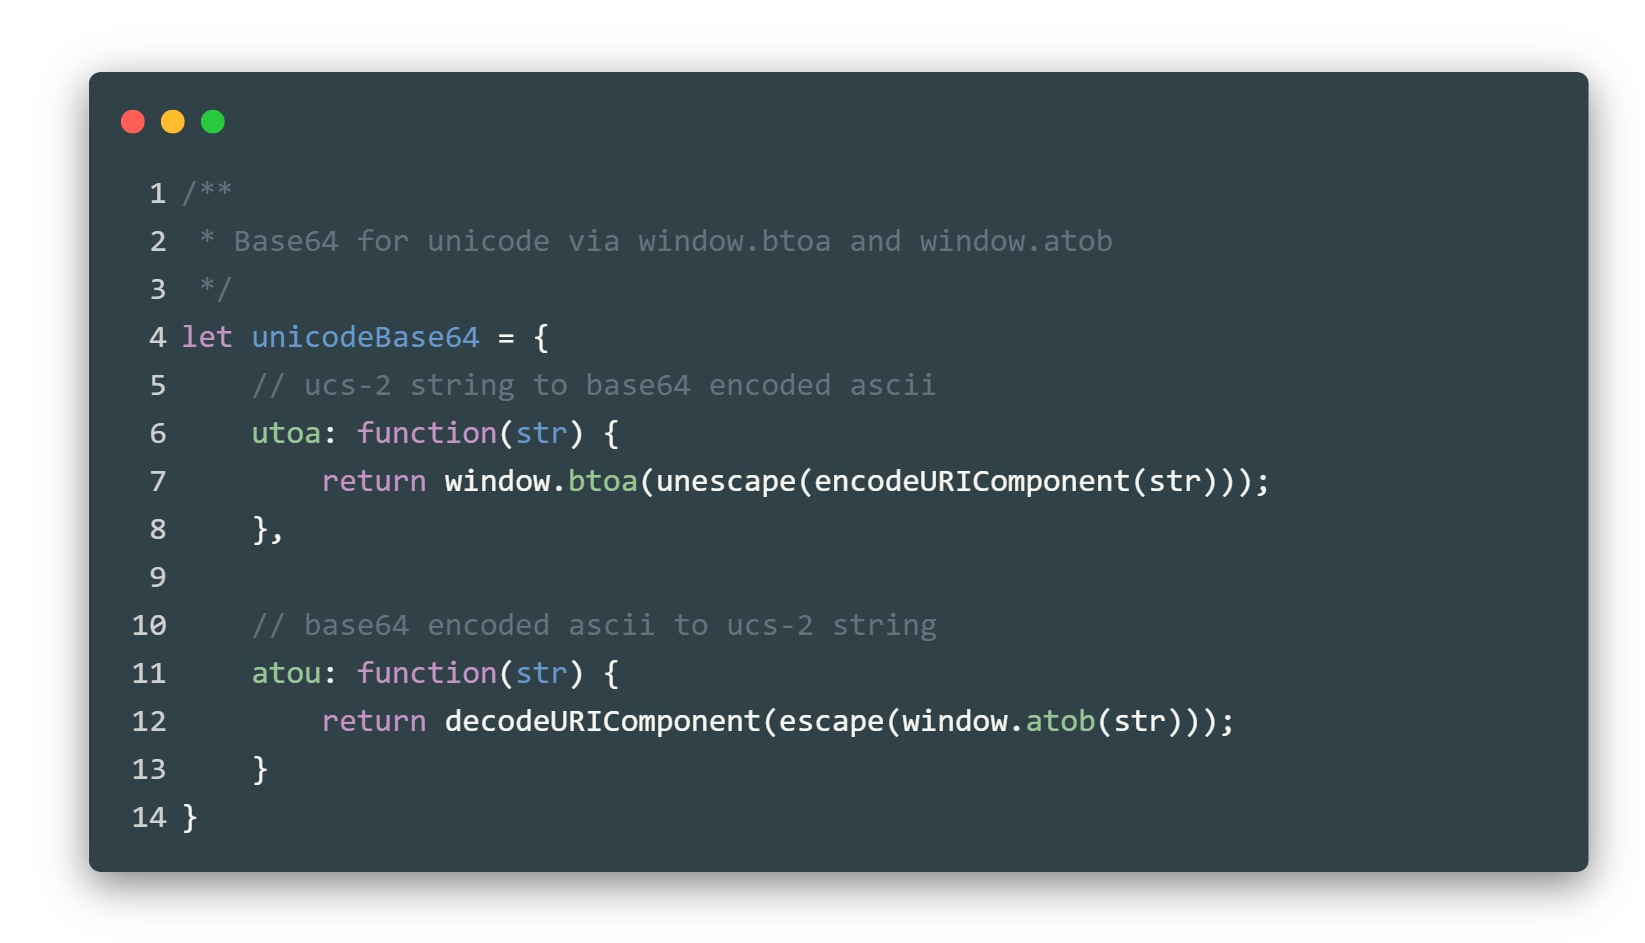 1 /**
2  * Base64 for unicode via window.btoa and window.atob
3  */
4 let unicodeBase64 = {
5     // ucs-2 string to base64 encoded ascii
6     utoa: function(str) {
7         return window.btoa(unescape(encodeURIComponent(str)));
8     },
9
10     // base64 encoded ascii to ucs-2 string
11     atou: function(str) {
12         return decodeURIComponent(escape(window.atob(str)));
13     }
14 }